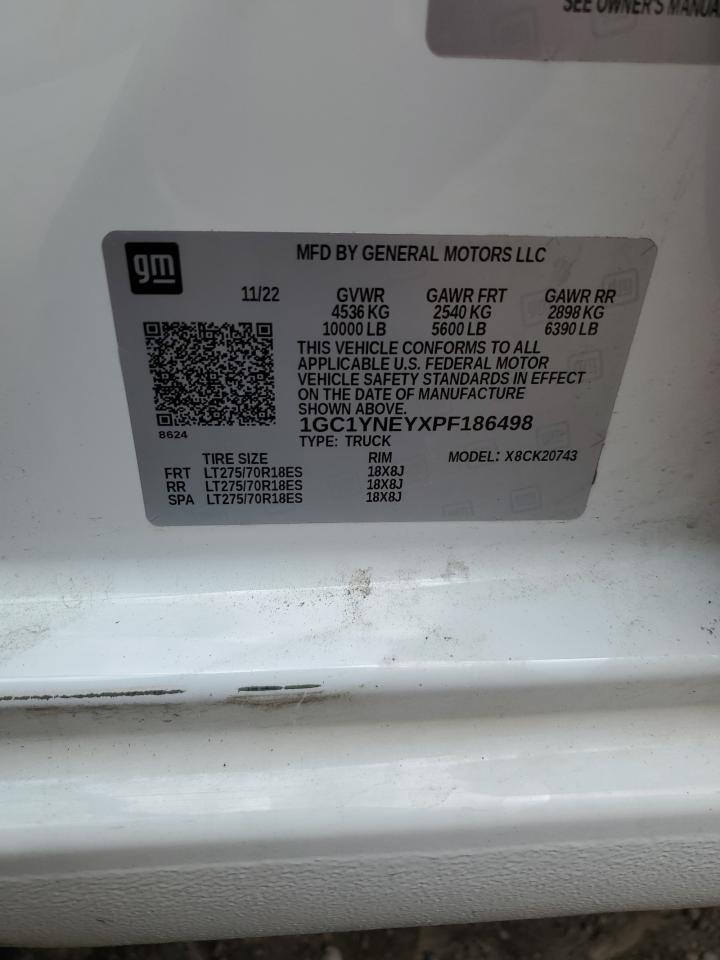 SEE OWNER'S MANUAL
gm
MFD BY GENERAL MOTORS LLC
11/22 GVWR GAWR FRT GAWR RR
4536 KG 2540 KG 2898 KG
10000 LB 5600 LB 6390 LB
THIS VEHICLE CONFORMS TO ALL
APPLICABLE U.S. FEDERAL MOTOR
VEHICLE SAFETY STANDARDS IN EFFECT
ON THE DATE OF MANUFACTURE
SHOWN ABOVE.
1GC1YNEYXPF186498
8624
TYPE: TRUCK
TIRE SIZE RIM MODEL: X8CK20743
FRT LT275/70R18ES 18X8J
RR LT275/70R18ES 18X8J
SPA LT275/70R18ES 18X8J